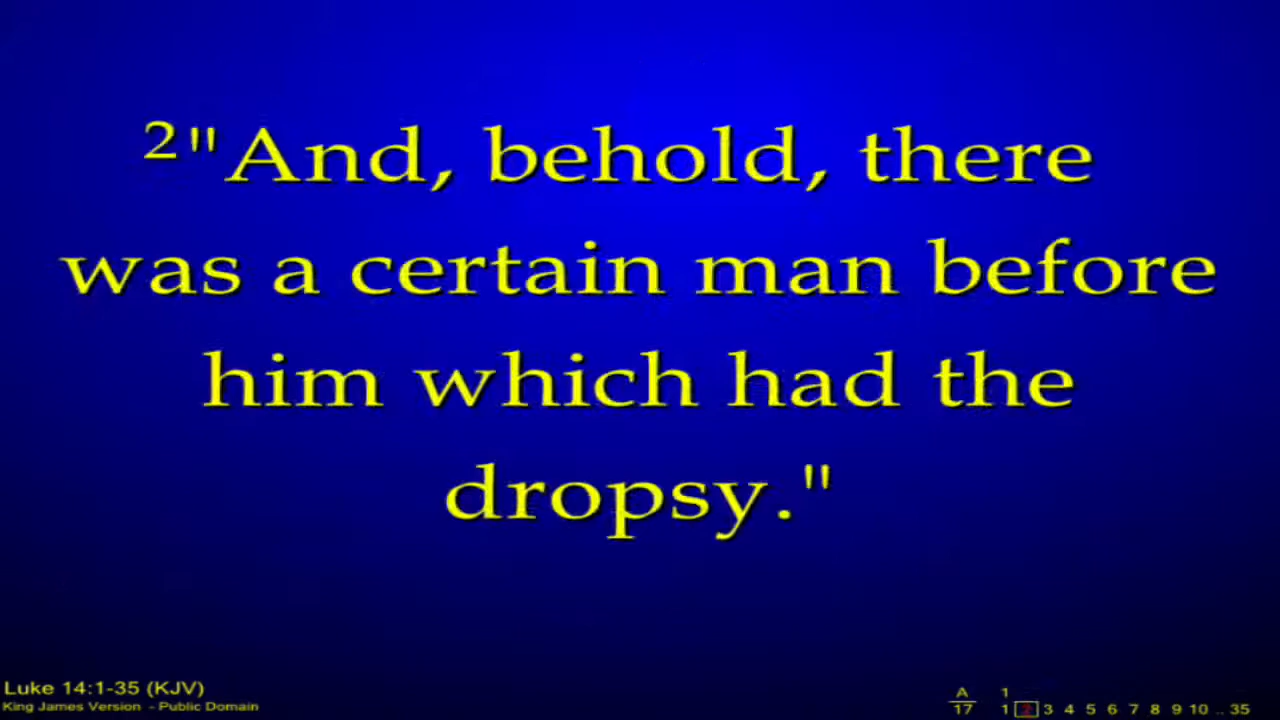 2"And, behold, there
was a certain man before
him which had the
dropsy."
Luke 14:1-35 (KJV)
King James Version - Public Domain
A 1
17 1 2 3 4 5 6 7 8 9 10 .. 35